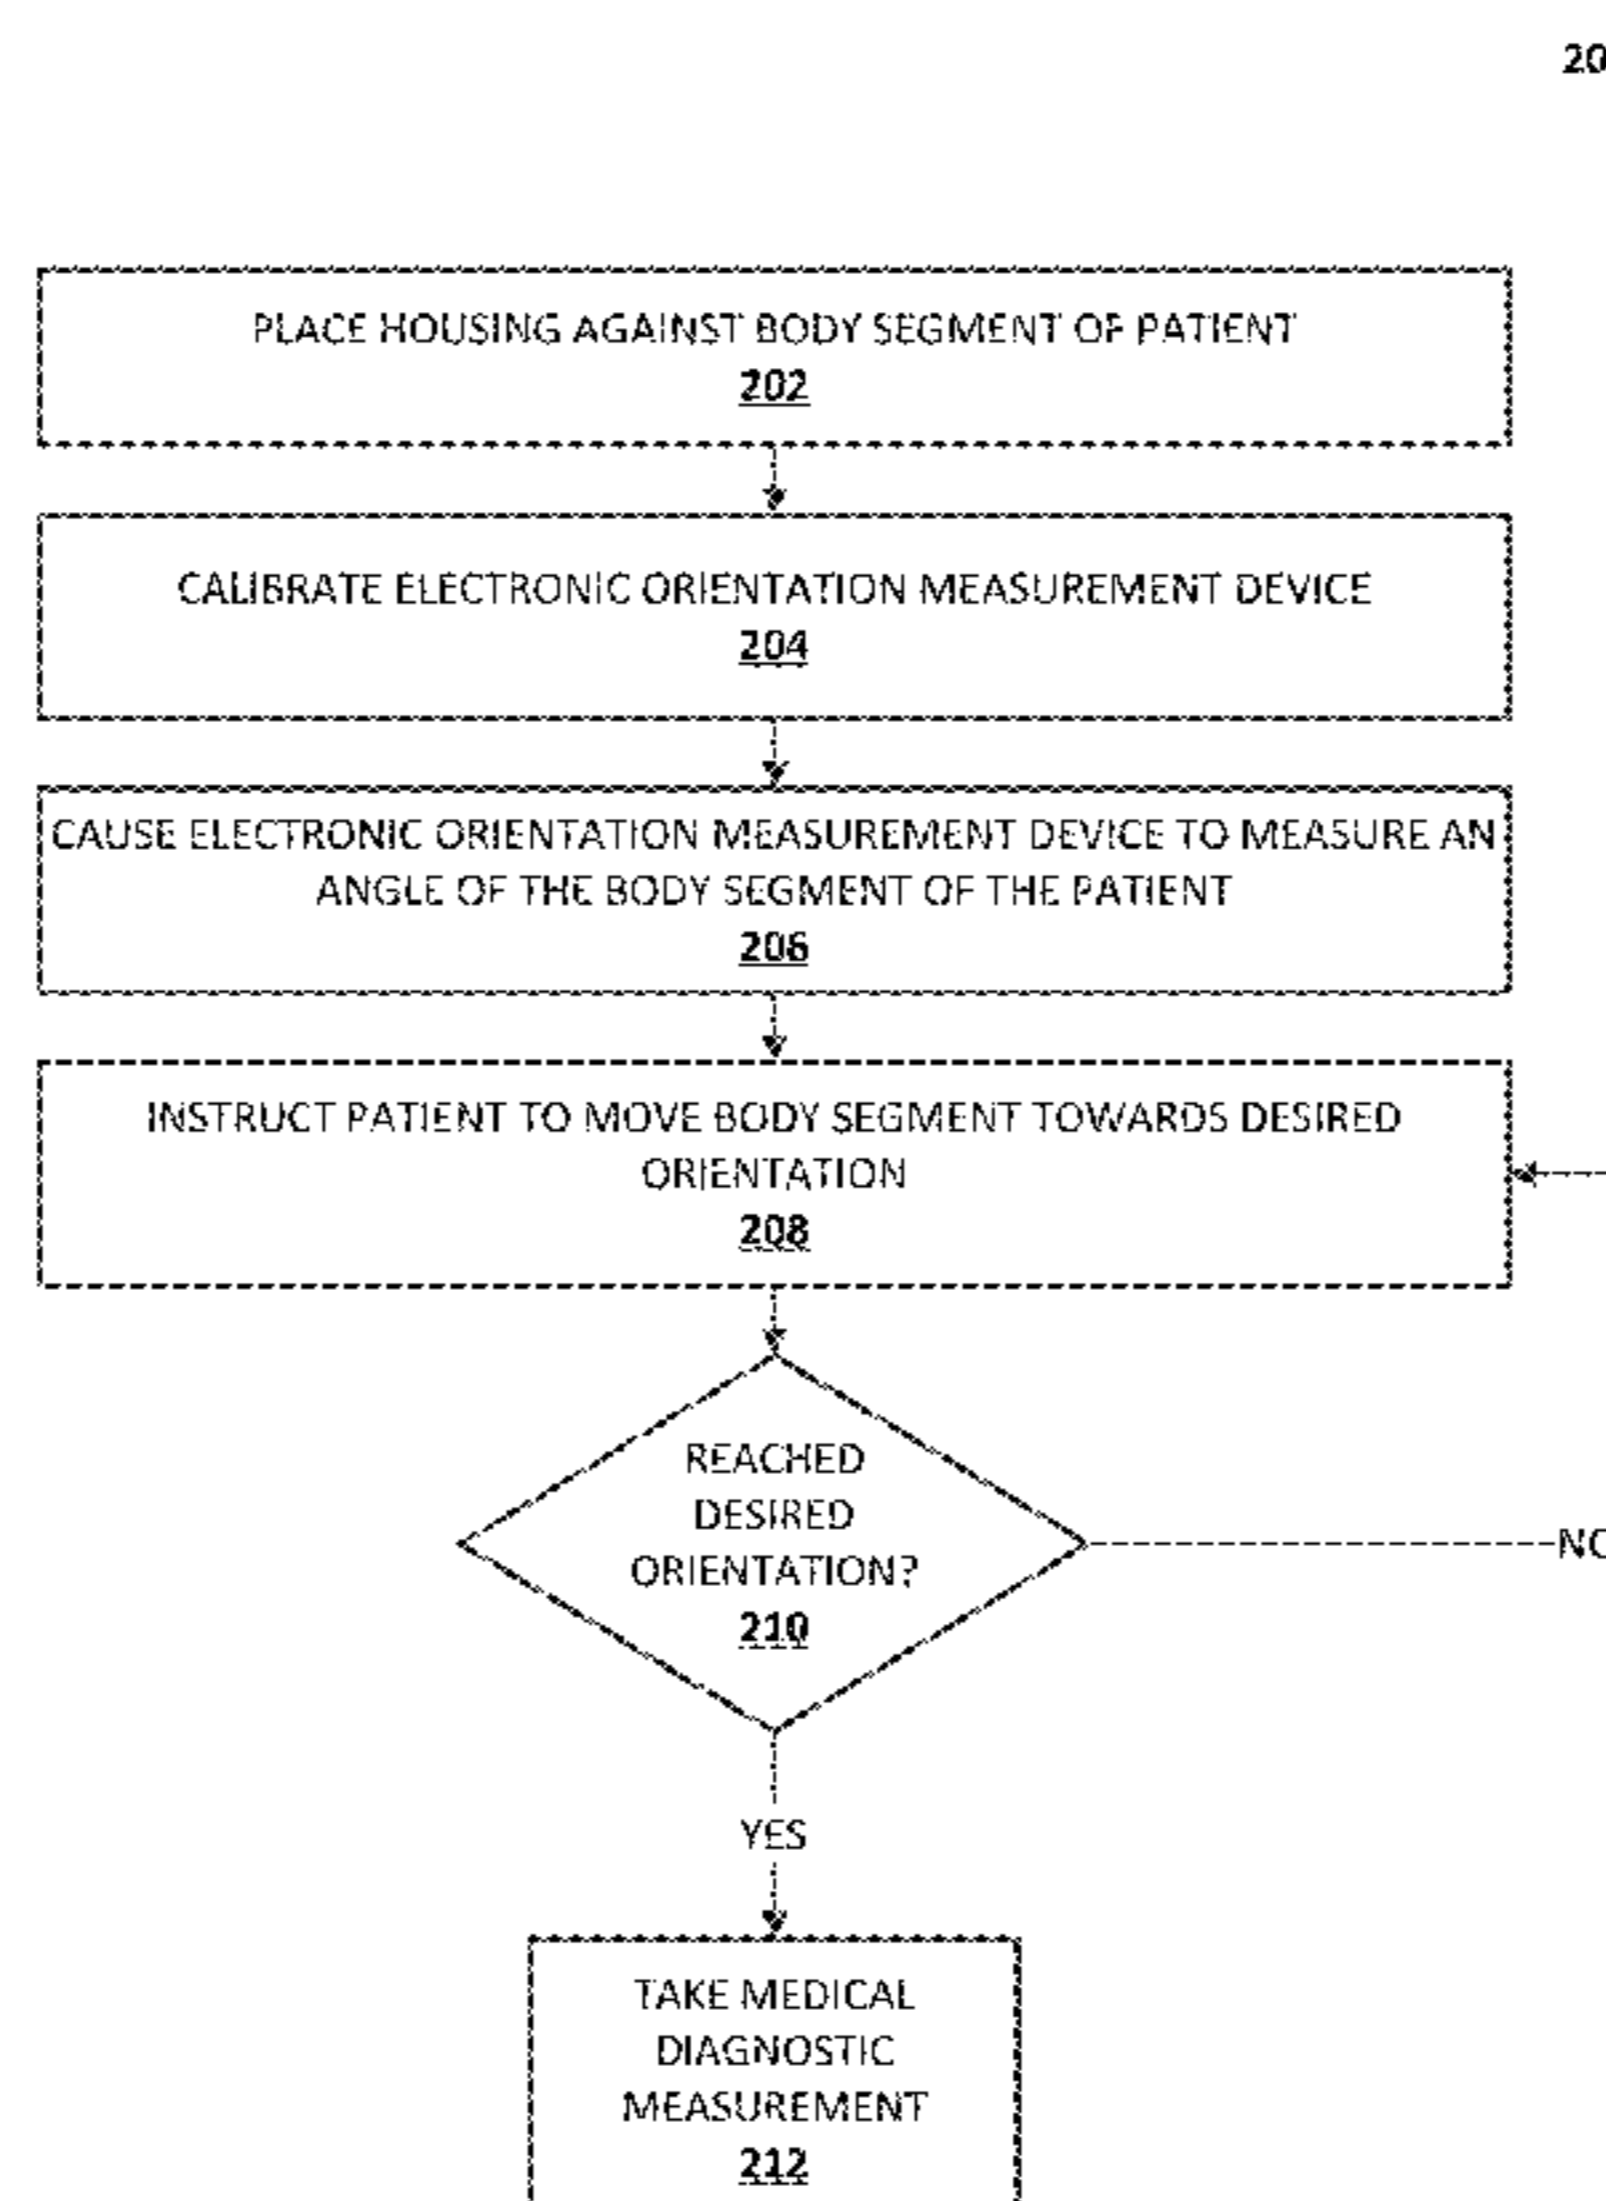 20
PLACE HOUSING AGAINST BODY SEGMENT OF PATIENT
202
CALIBRATE ELECTRONIC ORIENTATION MEASUREMENT DEVICE
204
CAUSE ELECTRONIC ORIENTATION MEASUREMENT DEVICE TO MEASURE AN
ANGLE OF THE BODY SEGMENT OF THE PATIENT
206
INSTRUCT PATIENT TO MOVE BODY SEGMENT TOWARDS DESIRED
ORIENTATION
208
REACHED
DESIRED
ORIENTATION?
210
NO
YES
TAKE MEDICAL
DIAGNOSTIC
MEASUREMENT
212